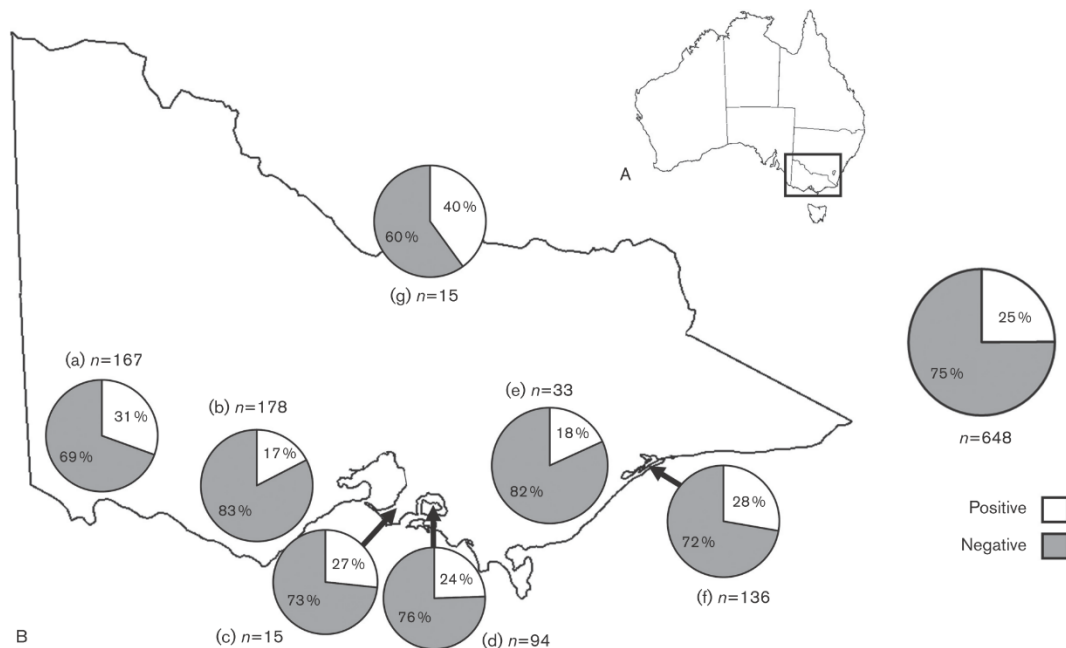 A
40 %
60 %
(g) n=15
25 %
75 %
n=648
(a) n=167
31 %
69 %
(b) n=178
17 %
83 %
(e) n=33
18 %
82 %
28 %
72 %
(f) n=136
27 %
73 %
(c) n=15
24 %
76 %
(d) n=94
Positive
Negative
B